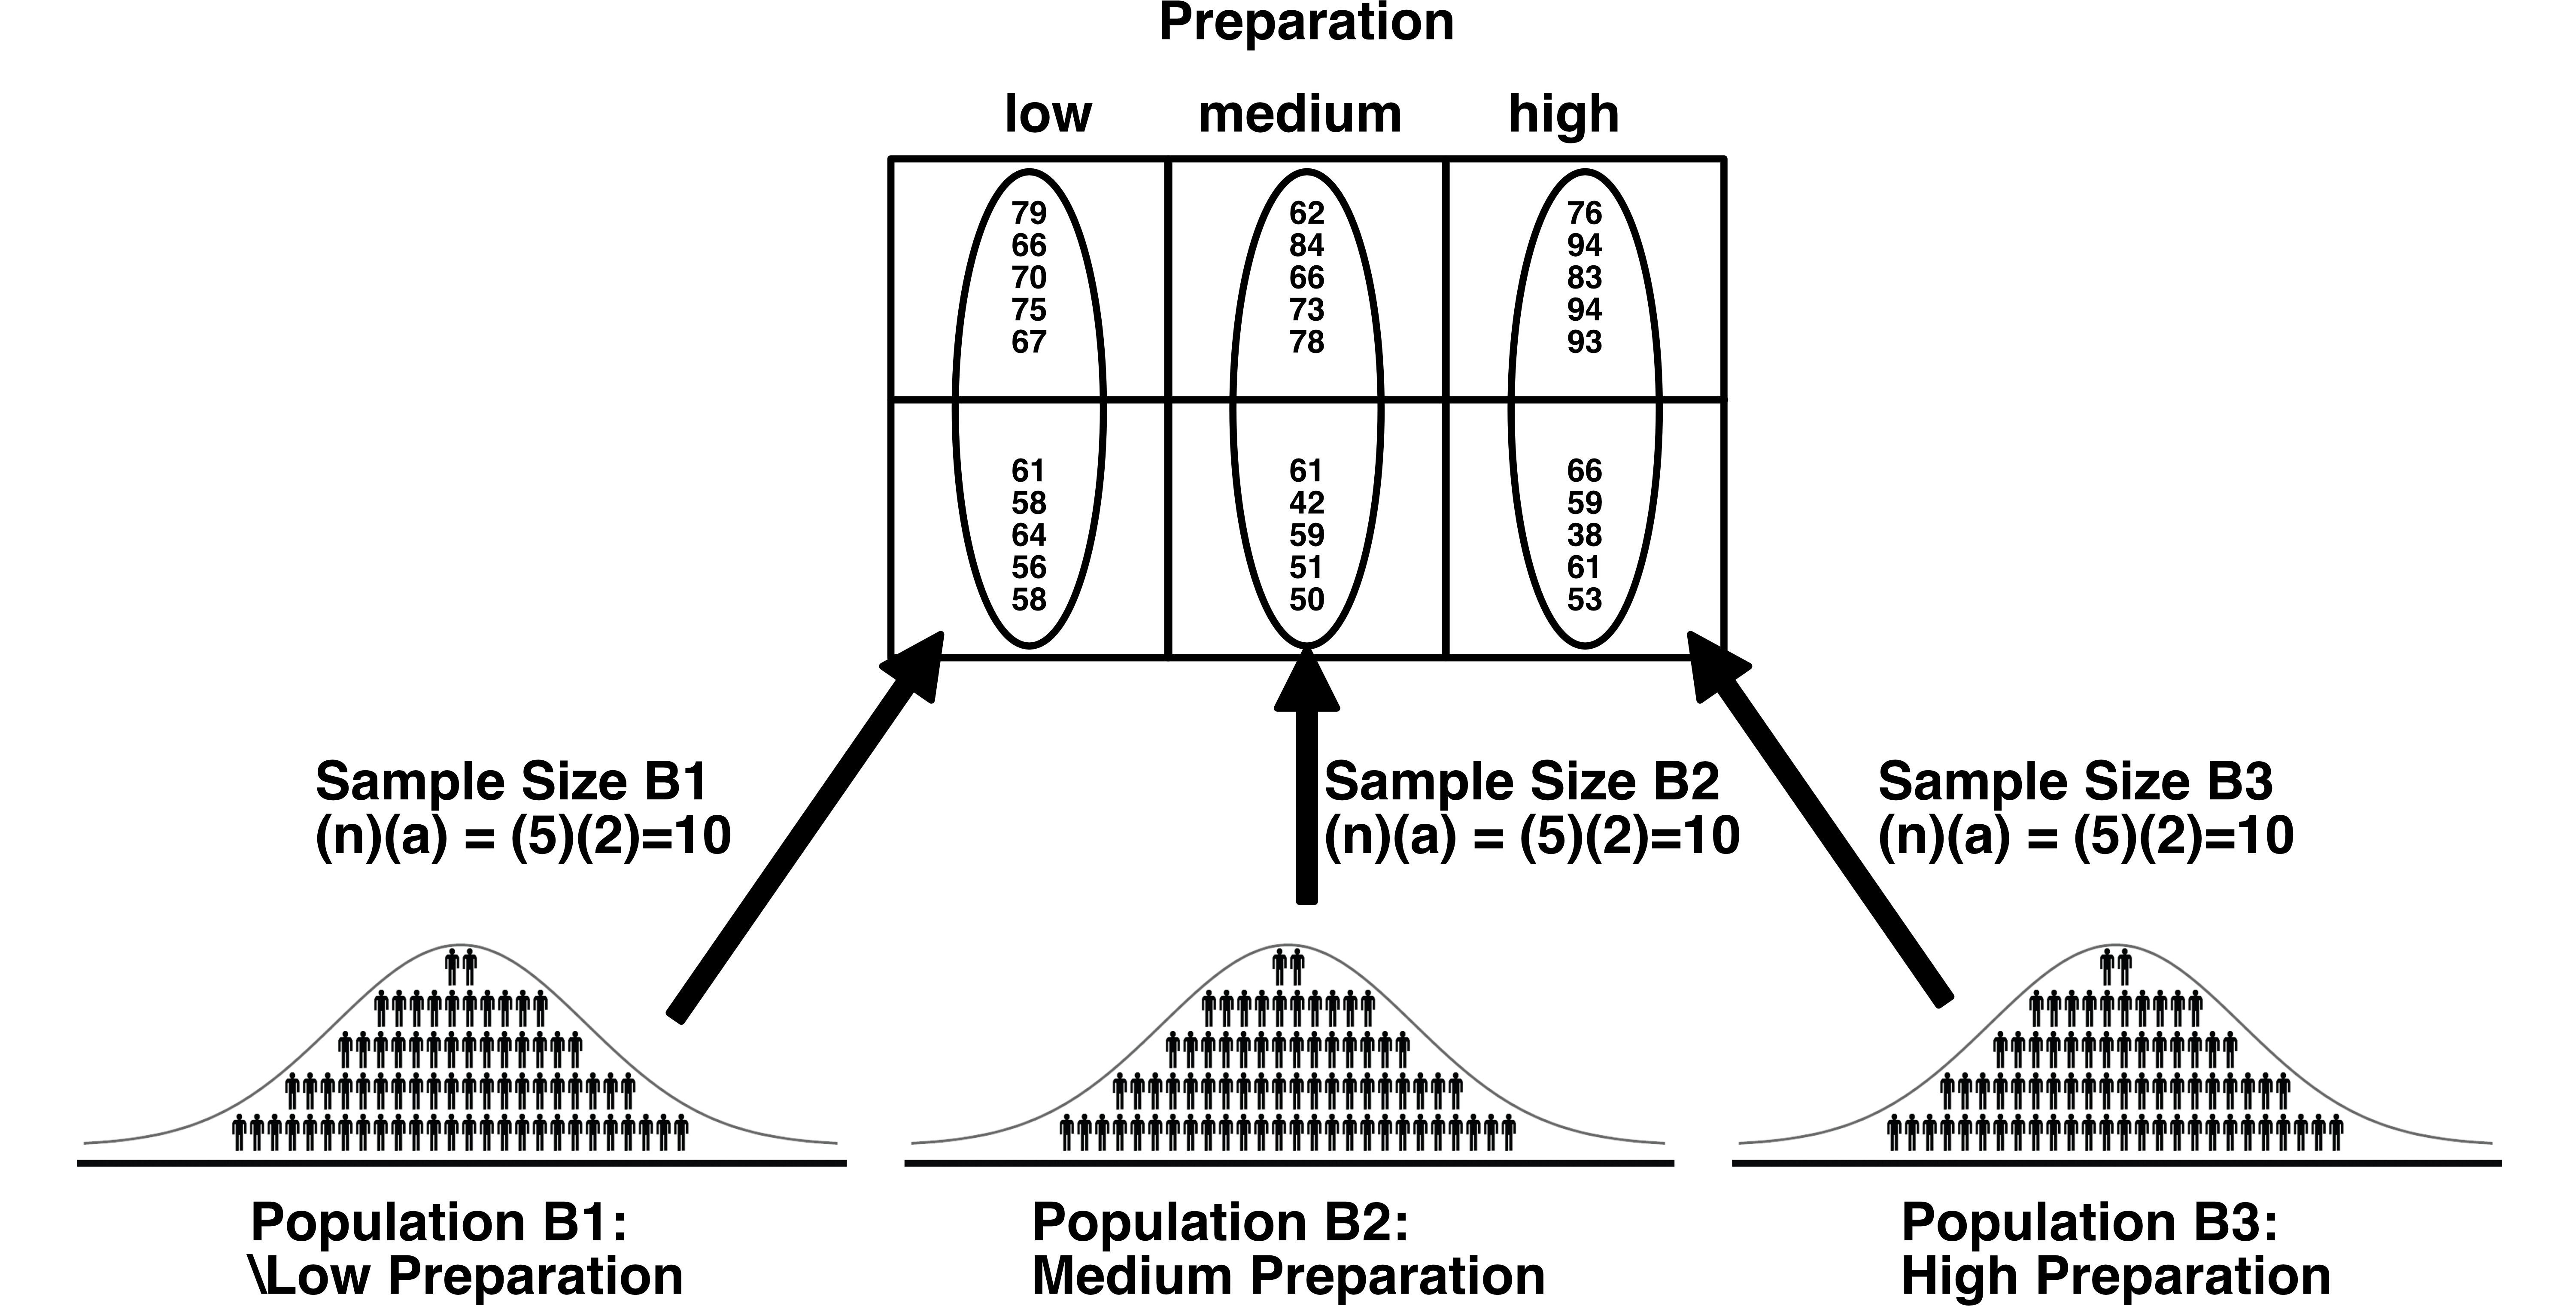 Preparation
low medium high
79 62 76
66 84 94
70 66 83
75 73 94
67 78 93
61 61 66
58 42 59
64 59 38
56 51 61
58 50 53
Sample Size B1
(n)(a) = (5)(2)=10
Sample Size B2
(n)(a) = (5)(2)=10
Sample Size B3
(n)(a) = (5)(2)=10
Population B1:
\Low Preparation
Population B2:
Medium Preparation
Population B3:
High Preparation